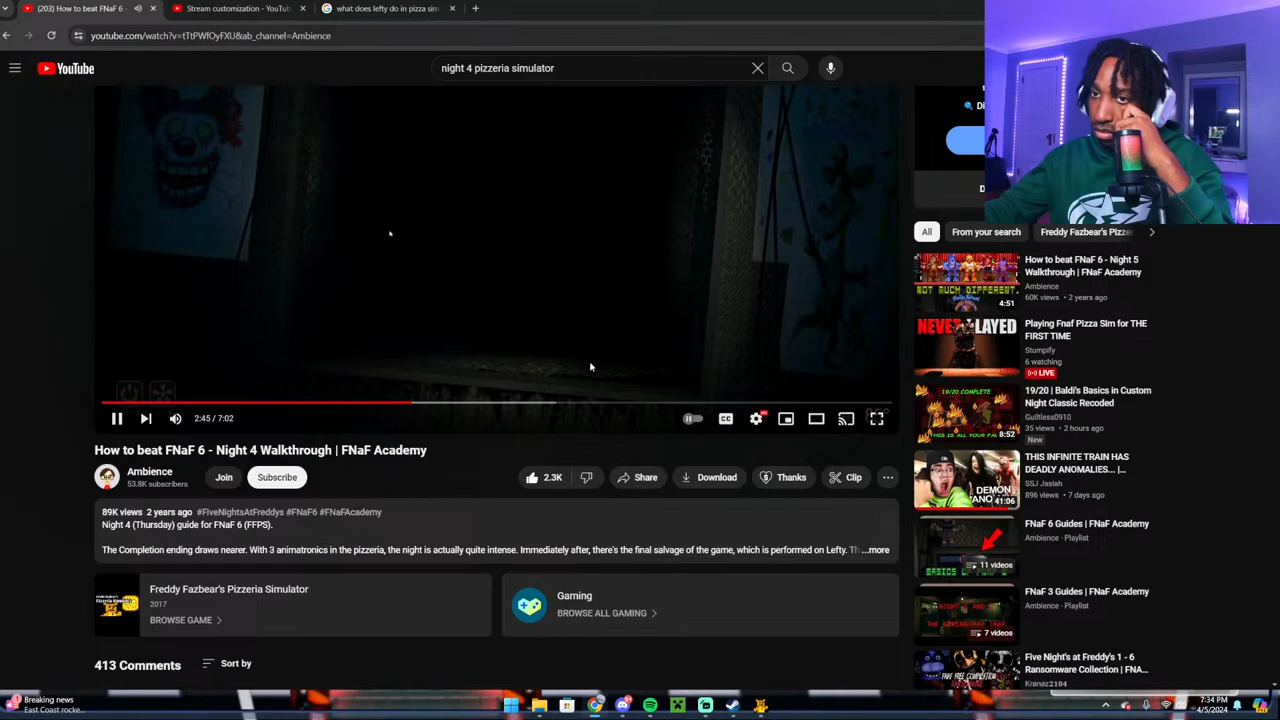 (203) How to beat FNaF 6 -
Stream customization - YouTub
what does lefty do in pizza sim
youtube.com/watch?v=tTtPWfOyFXU&ab_channel=Ambience
YouTube
night 4 pizzeria simulator
All
From your search
Freddy Fazbear's Pizze
How to beat FNaF 6 - Night 5
Walkthrough | FNaF Academy
Ambience
60K views • 2 years ago
NOT MUCH DIFFERENT.
4:51
Playing Fnaf Pizza Sim for THE
FIRST TIME
Stumpify
6 watching
LIVE
19/20 | Baldi's Basics in Custom
Night Classic Recoded
Guiltless0910
35 views • 2 hours ago
New
19/20 COMPLETE
8:52
THIS INFINITE TRAIN HAS
DEADLY ANOMALIES... |...
SSJ Jasiah
896 views • 7 days ago
DEMON
41:06
FNaF 6 Guides | FNaF Academy
Ambience • Playlist
11 videos
FNaF 3 Guides | FNaF Academy
Ambience • Playlist
7 videos
Five Night's at Freddy's 1 - 6
Ransomware Collection | FNA...
Kranøz2194
2:45 / 7:02
How to beat FNaF 6 - Night 4 Walkthrough | FNaF Academy
Ambience
53.8K subscribers
Join
Subscribe
2.3K
Share
Download
Thanks
Clip
89K views 2 years ago #FiveNightsAtFreddys #FNaF6 #FNaFAcademy
Night 4 (Thursday) guide for FNaF 6 (FFPS).
The Completion ending draws nearer. With 3 animatronics in the pizzeria, the night is actually quite intense. Immediately after, there's the final salvage of the game, which is performed on Lefty. Th ...more
Freddy Fazbear's Pizzeria Simulator
2017
BROWSE GAME
Gaming
BROWSE ALL GAMING
413 Comments
Sort by
Breaking news
East Coast rocke...
7:34 PM
4/5/2024